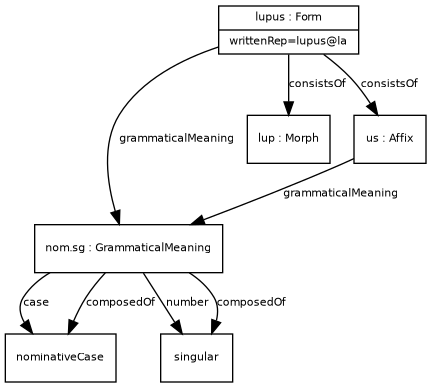 lupus : Form
writtenRep=lupus@la
consistsOf
consistsOf
lup : Morph
us : Affix
grammaticalMeaning
grammaticalMeaning
nom.sg : GrammaticalMeaning
case
composedOf
number
composedOf
nominativeCase
singular